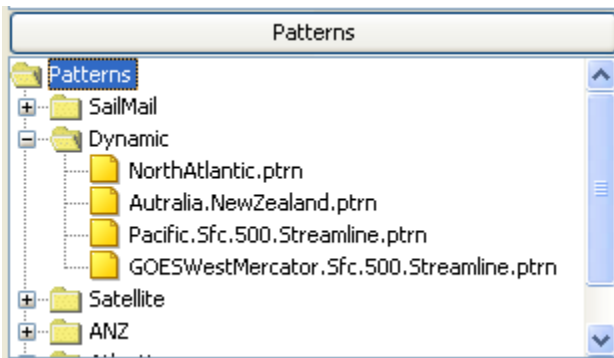 Patterns
Patterns
SailMail
Dynamic
NorthAtlantic.ptrn
Autralia.NewZealand.ptrn
Pacific.Sfc.500.Streamline.ptrn
GOESWestMercator.Sfc.500.Streamline.ptrn
Satellite
ANZ